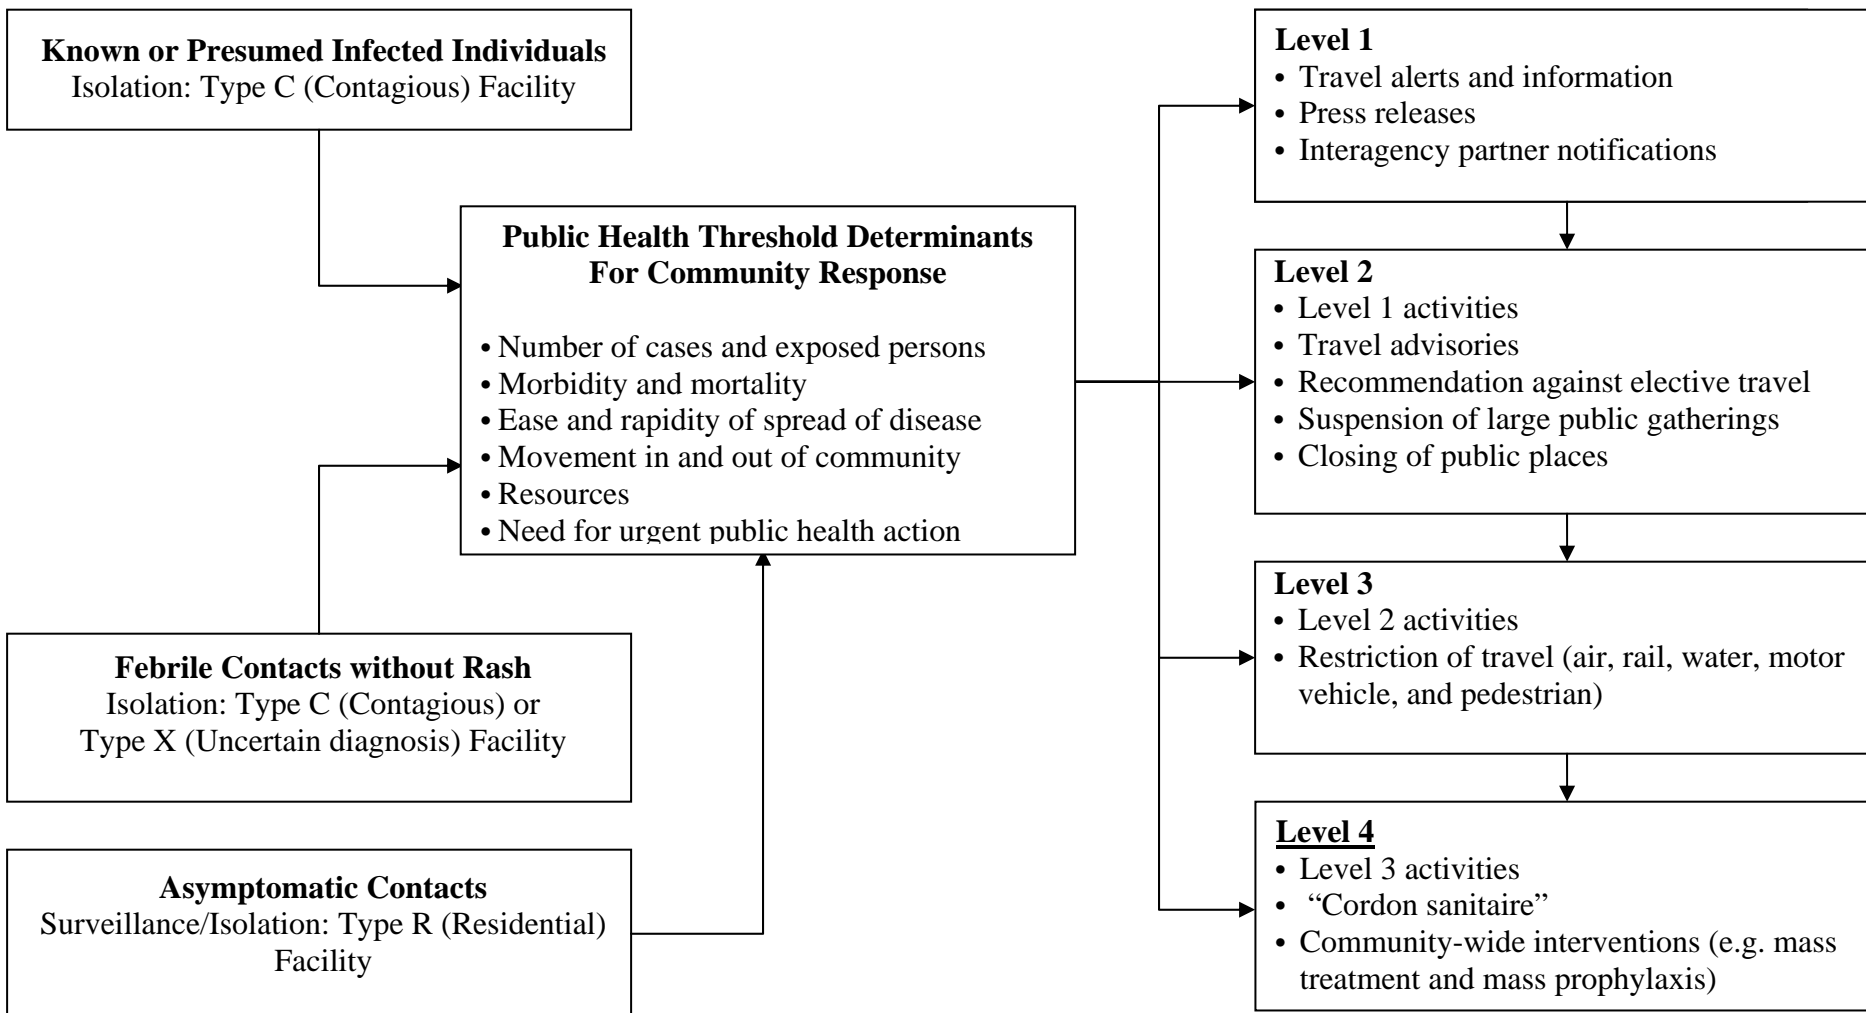 Known or Presumed Infected Individuals
Isolation: Type C (Contagious) Facility
Public Health Threshold Determinants
For Community Response
• Number of cases and exposed persons
• Morbidity and mortality
• Ease and rapidity of spread of disease
• Movement in and out of community
• Resources
• Need for urgent public health action
Febrile Contacts without Rash
Isolation: Type C (Contagious) or
Type X (Uncertain diagnosis) Facility
Asymptomatic Contacts
Surveillance/Isolation: Type R (Residential)
Facility
Level 1
• Travel alerts and information
• Press releases
• Interagency partner notifications
Level 2
• Level 1 activities
• Travel advisories
• Recommendation against elective travel
• Suspension of large public gatherings
• Closing of public places
Level 3
• Level 2 activities
• Restriction of travel (air, rail, water, motor
vehicle, and pedestrian)
Level 4
• Level 3 activities
• “Cordon sanitaire”
• Community-wide interventions (e.g. mass
treatment and mass prophylaxis)